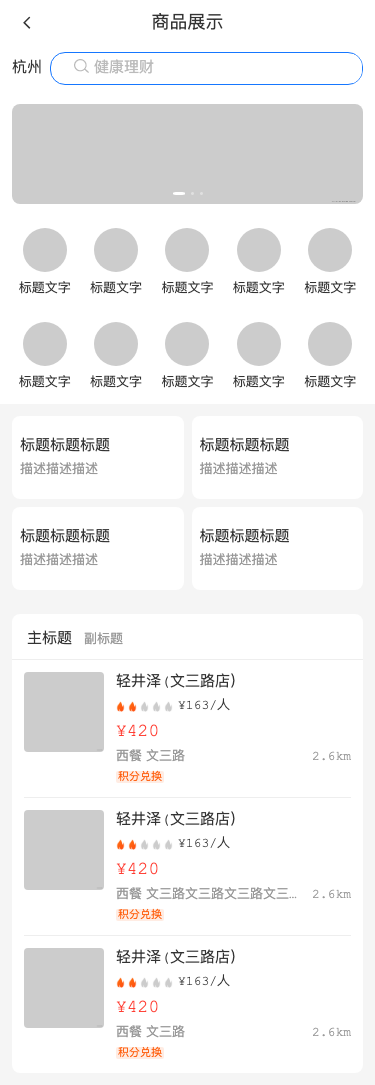 商品展示
杭州 健康理财
标题文字 标题文字 标题文字 标题文字 标题文字
标题文字 标题文字 标题文字 标题文字 标题文字
标题标题标题 标题标题标题
描述描述描述 描述描述描述
标题标题标题 标题标题标题
描述描述描述 描述描述描述
主标题 副标题
轻井泽(文三路店)
¥163/人
¥420
西餐 文三路 2.6km
积分兑换
轻井泽(文三路店)
¥163/人
¥420
西餐 文三路文三路文三路文三... 2.6km
积分兑换
轻井泽(文三路店)
¥163/人
¥420
西餐 文三路 2.6km
积分兑换